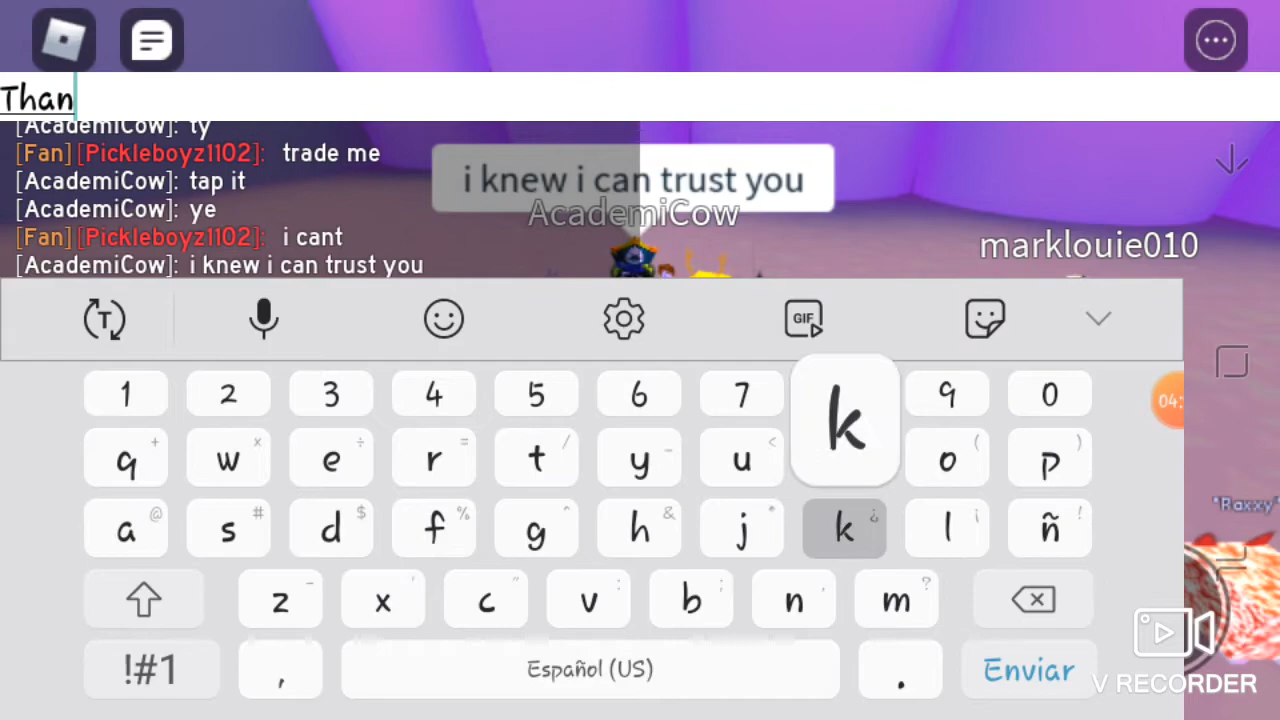 Than
[AcademiCow]: ty
[Fan][Pickleboyz1102]: trade me
[AcademiCow]: tap it
[AcademiCow]: ye
[Fan][Pickleboyz1102]: i cant
[AcademiCow]: i knew i can trust you
i knew i can trust you
AcademiCow
marklouie010
T
GIF
1 2 3 4 5 6 7 k 9 0
04:
q + w × e ÷ r = t / y _ u < o ( p )
a @ s # d $ f % g ^ h & j * k ¿ l ¡ ñ !
"Raxxy"
z - x ' c " v : b ; n , m ?
!#1 , Español (US) . Enviar
V RECORDER